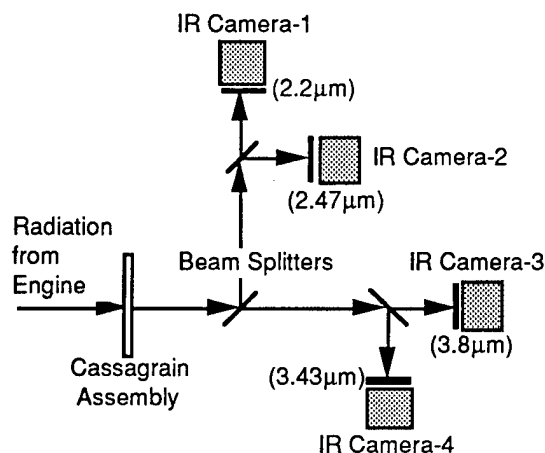 IR Camera-1
(2.2μm)
IR Camera-2
(2.47μm)
Radiation
from
Engine
Beam Splitters
IR Camera-3
(3.8μm)
Cassagrain
Assembly
(3.43μm)
IR Camera-4